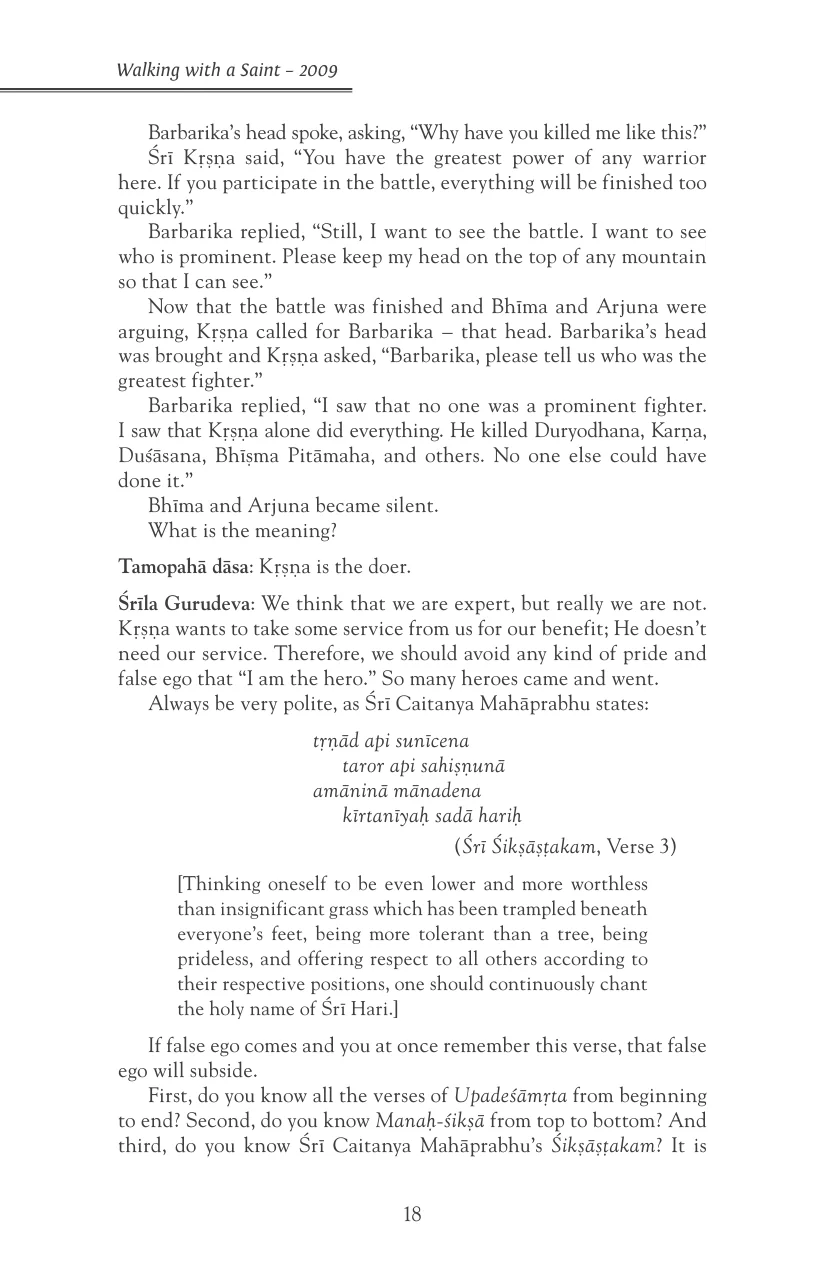 Walking with a Saint – 2009
Barbarika’s head spoke, asking, “Why have you killed me like this?”
Śrī Kṛṣṇa said, “You have the greatest power of any warrior
here. If you participate in the battle, everything will be finished too
quickly.”
Barbarika replied, “Still, I want to see the battle. I want to see
who is prominent. Please keep my head on the top of any mountain
so that I can see.”
Now that the battle was finished and Bhīma and Arjuna were
arguing, Kṛṣṇa called for Barbarika – that head. Barbarika’s head
was brought and Kṛṣṇa asked, “Barbarika, please tell us who was the
greatest fighter.”
Barbarika replied, “I saw that no one was a prominent fighter.
I saw that Kṛṣṇa alone did everything. He killed Duryodhana, Karṇa,
Duśāsana, Bhīṣma Pitāmaha, and others. No one else could have
done it.”
Bhīma and Arjuna became silent.
What is the meaning?
Tamopahā dāsa: Kṛṣṇa is the doer.
Śrīla Gurudeva: We think that we are expert, but really we are not.
Kṛṣṇa wants to take some service from us for our benefit; He doesn’t
need our service. Therefore, we should avoid any kind of pride and
false ego that “I am the hero.” So many heroes came and went.
Always be very polite, as Śrī Caitanya Mahāprabhu states:
tṛṇād api sunīcena
taror api sahiṣṇunā
amāninā mānadena
kīrtanīyaḥ sadā hariḥ
(Śrī Śikṣāṣṭakam, Verse 3)
[Thinking oneself to be even lower and more worthless
than insignificant grass which has been trampled beneath
everyone’s feet, being more tolerant than a tree, being
prideless, and offering respect to all others according to
their respective positions, one should continuously chant
the holy name of Śrī Hari.]
If false ego comes and you at once remember this verse, that false
ego will subside.
First, do you know all the verses of Upadeśāmṛta from beginning
to end? Second, do you know Manaḥ-śikṣā from top to bottom? And
third, do you know Śrī Caitanya Mahāprabhu’s Śikṣāṣṭakam? It is
18